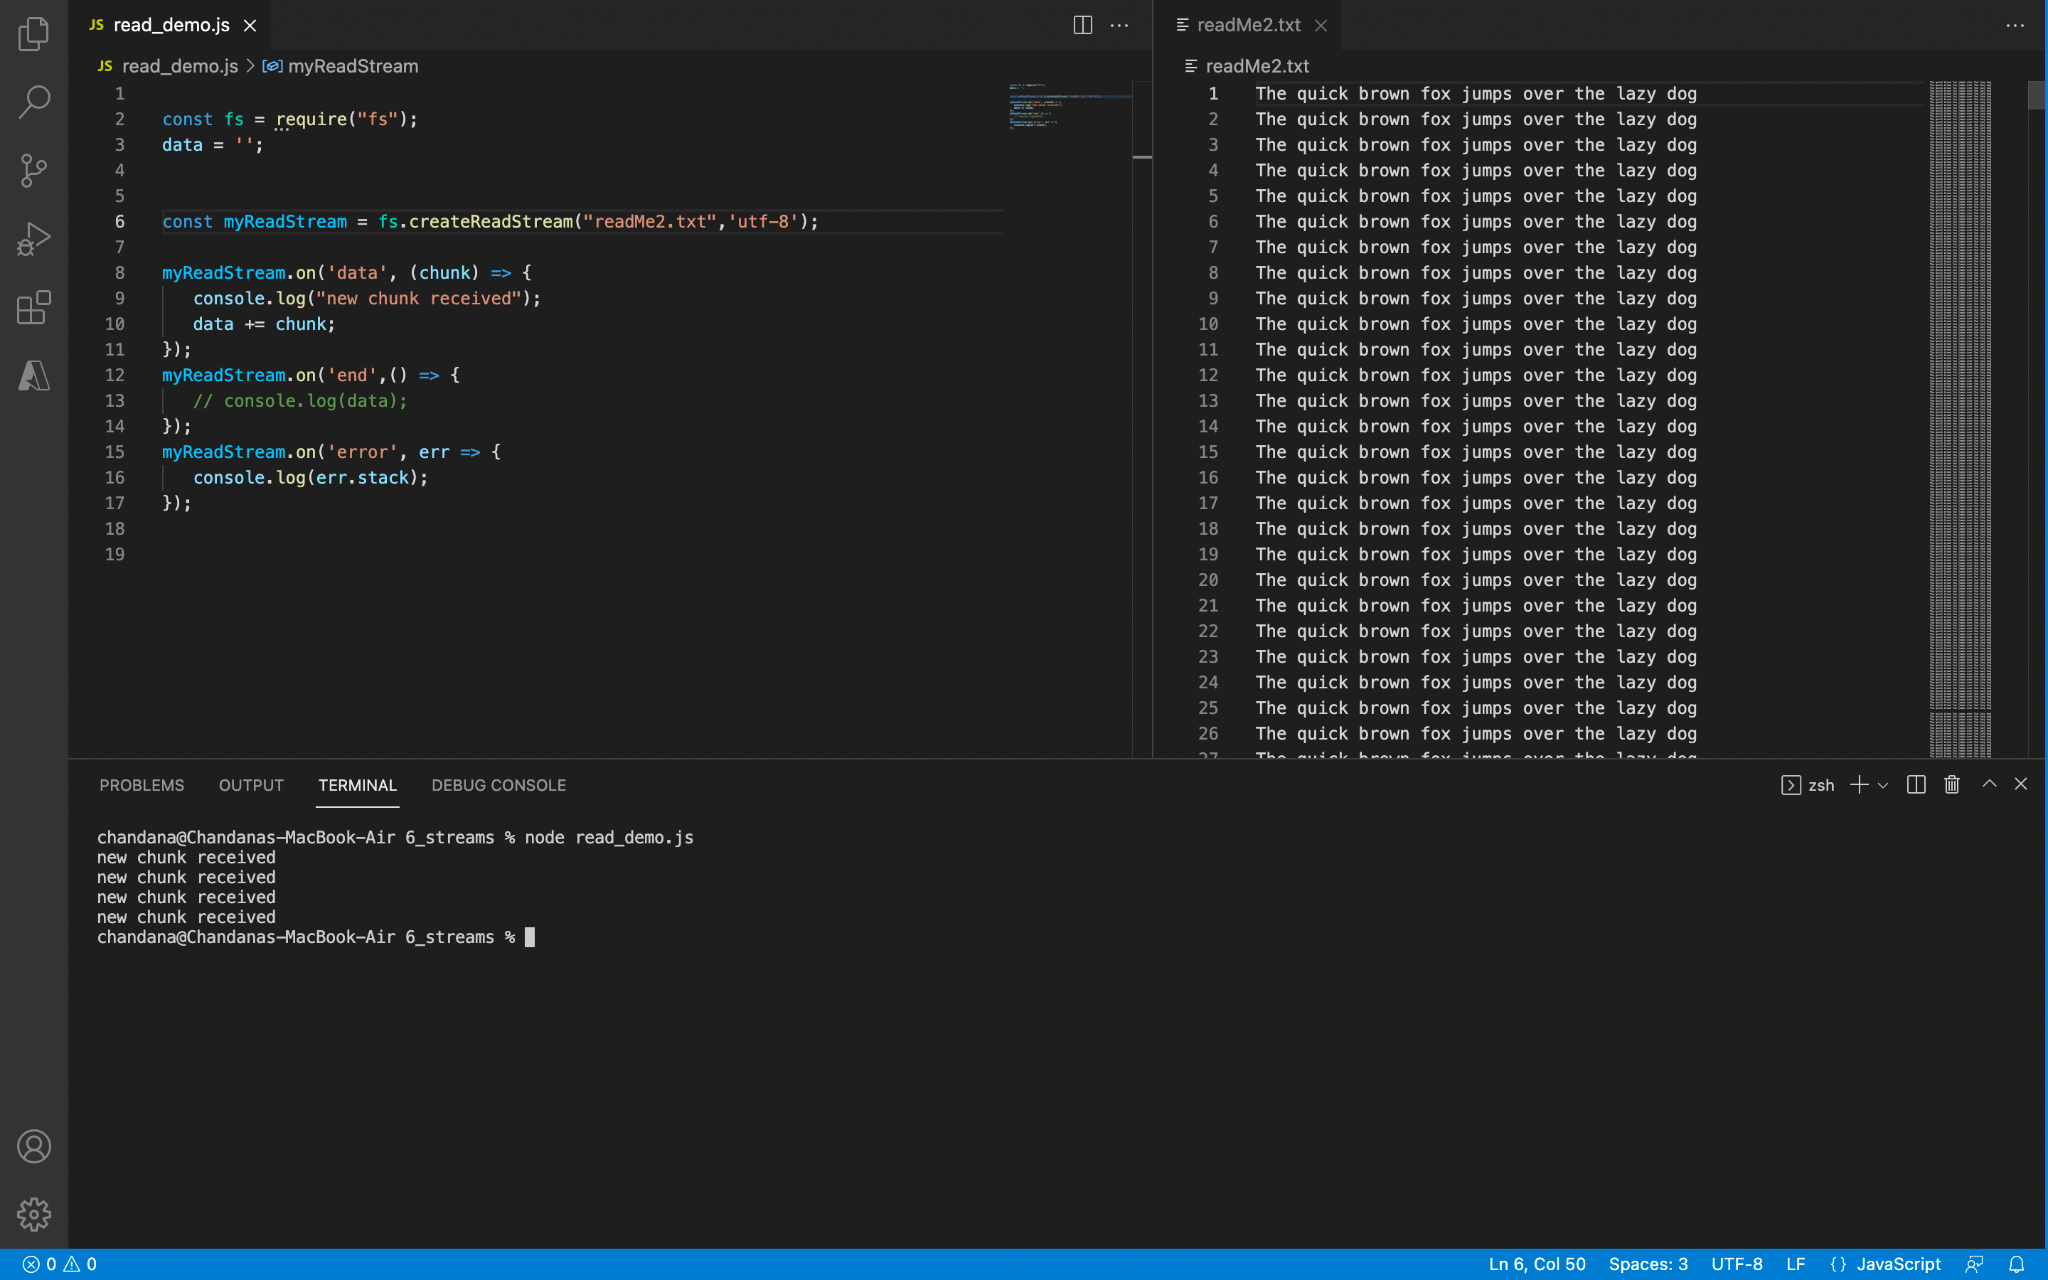 JS read_demo.js
JS read_demo.js > myReadStream
1
2 const fs = require("fs");
3 data = '';
4
5
6 const myReadStream = fs.createReadStream("readMe2.txt",'utf-8');
7
8 myReadStream.on('data', (chunk) => {
9 console.log("new chunk received");
10 data += chunk;
11 });
12 myReadStream.on('end',() => {
13 // console.log(data);
14 });
15 myReadStream.on('error', err => {
16 console.log(err.stack);
17 });
18
19
readMe2.txt
readMe2.txt
1 The quick brown fox jumps over the lazy dog
2 The quick brown fox jumps over the lazy dog
3 The quick brown fox jumps over the lazy dog
4 The quick brown fox jumps over the lazy dog
5 The quick brown fox jumps over the lazy dog
6 The quick brown fox jumps over the lazy dog
7 The quick brown fox jumps over the lazy dog
8 The quick brown fox jumps over the lazy dog
9 The quick brown fox jumps over the lazy dog
10 The quick brown fox jumps over the lazy dog
11 The quick brown fox jumps over the lazy dog
12 The quick brown fox jumps over the lazy dog
13 The quick brown fox jumps over the lazy dog
14 The quick brown fox jumps over the lazy dog
15 The quick brown fox jumps over the lazy dog
16 The quick brown fox jumps over the lazy dog
17 The quick brown fox jumps over the lazy dog
18 The quick brown fox jumps over the lazy dog
19 The quick brown fox jumps over the lazy dog
20 The quick brown fox jumps over the lazy dog
21 The quick brown fox jumps over the lazy dog
22 The quick brown fox jumps over the lazy dog
23 The quick brown fox jumps over the lazy dog
24 The quick brown fox jumps over the lazy dog
25 The quick brown fox jumps over the lazy dog
26 The quick brown fox jumps over the lazy dog
27 The quick brown fox jumps over the lazy dog
PROBLEMS OUTPUT TERMINAL DEBUG CONSOLE zsh
chandana@Chandanas-MacBook-Air 6_streams % node read_demo.js
new chunk received
new chunk received
new chunk received
new chunk received
chandana@Chandanas-MacBook-Air 6_streams %
0 0 Ln 6, Col 50 Spaces: 3 UTF-8 LF {} JavaScript